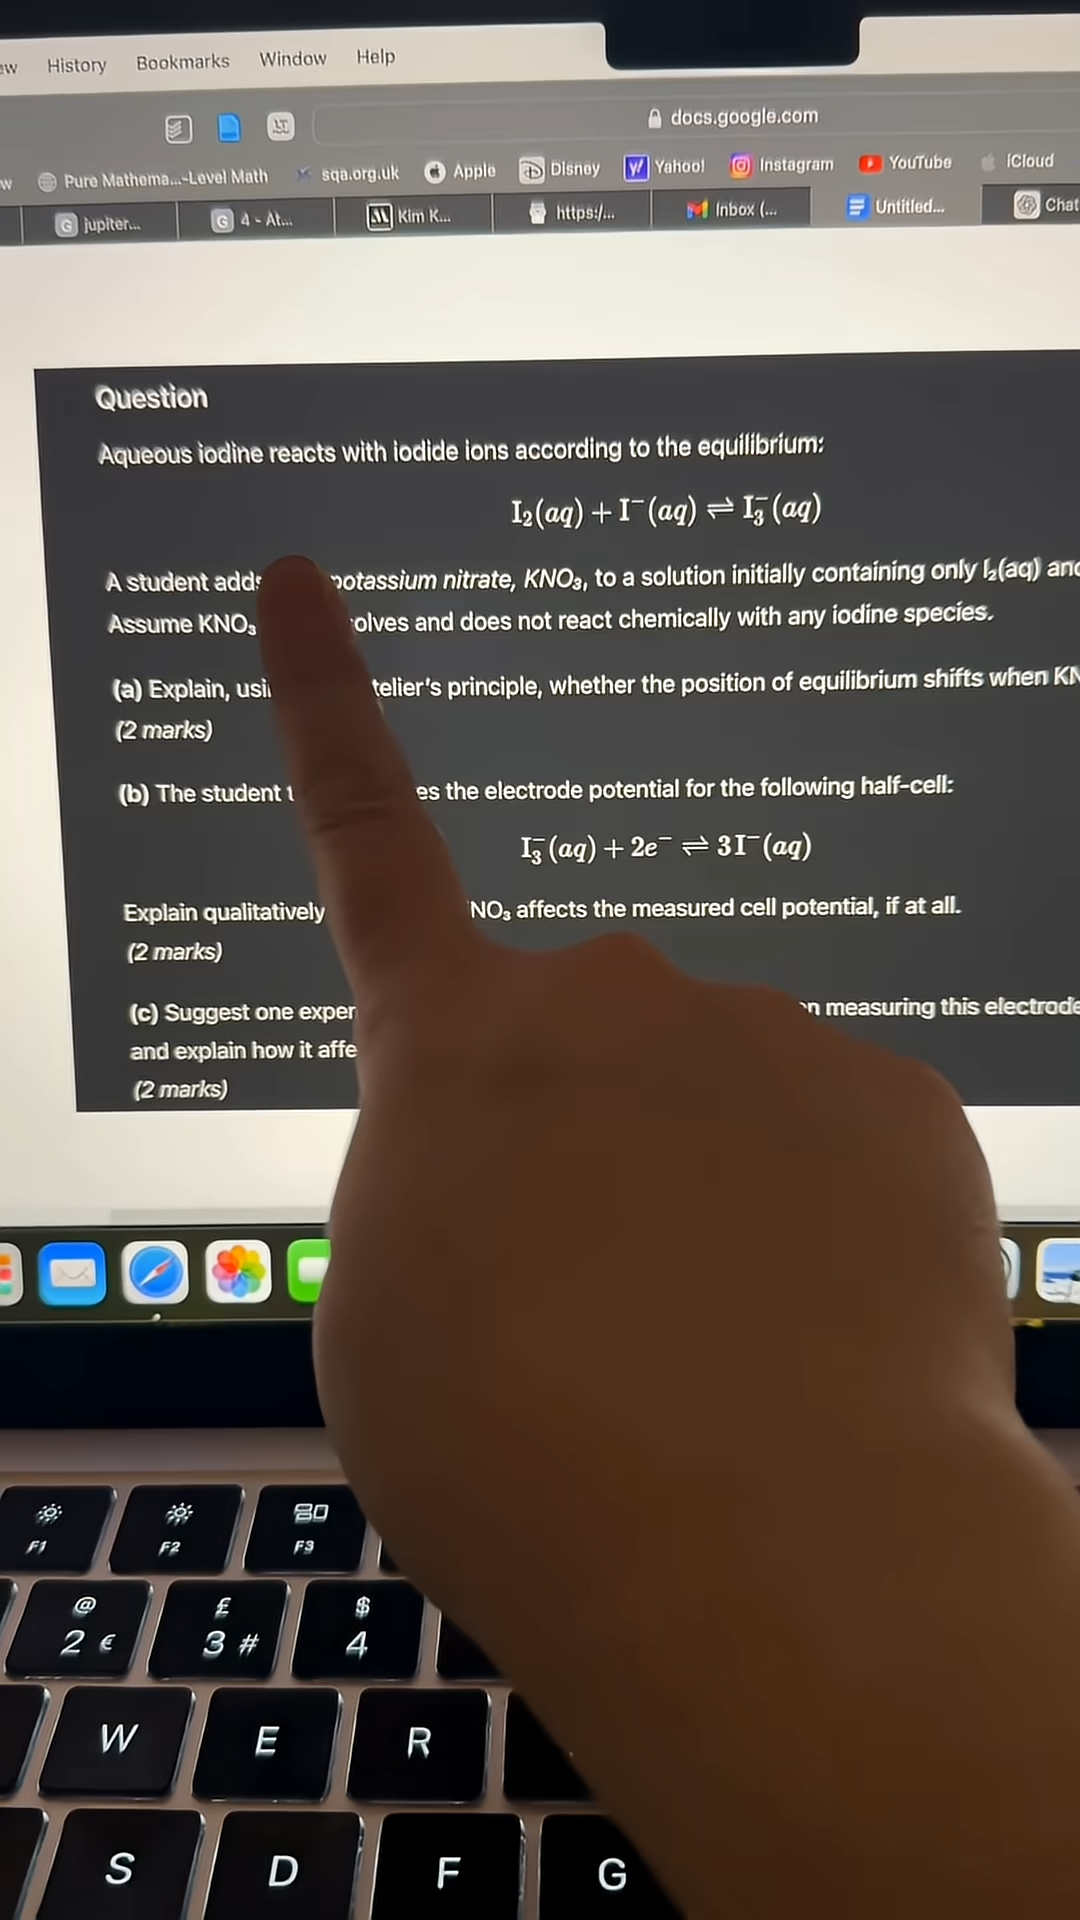 History Bookmarks Window Help
docs.google.com
Pure Mathema...-Level Math sqa.org.uk Apple Disney Yahoo! Instagram YouTube iCloud
jupiter... 4 - At... Kim K... https:/... Inbox (... Untitled... Chat
Question
Aqueous iodine reacts with iodide ions according to the equilibrium:
I₂(aq) + I⁻(aq) ⇌ I₃⁻(aq)
A student adds potassium nitrate, KNO₃, to a solution initially containing only I₂(aq) and
Assume KNO₃ olves and does not react chemically with any iodine species.
(a) Explain, usi telier's principle, whether the position of equilibrium shifts when KN
(2 marks)
(b) The student es the electrode potential for the following half-cell:
I₃⁻(aq) + 2e⁻ ⇌ 3I⁻(aq)
Explain qualitatively NO₃ affects the measured cell potential, if at all.
(2 marks)
(c) Suggest one exper n measuring this electrode
and explain how it affe
(2 marks)
F1 F2 F3
@ £ $
2 € 3 # 4
W E R
S D F G